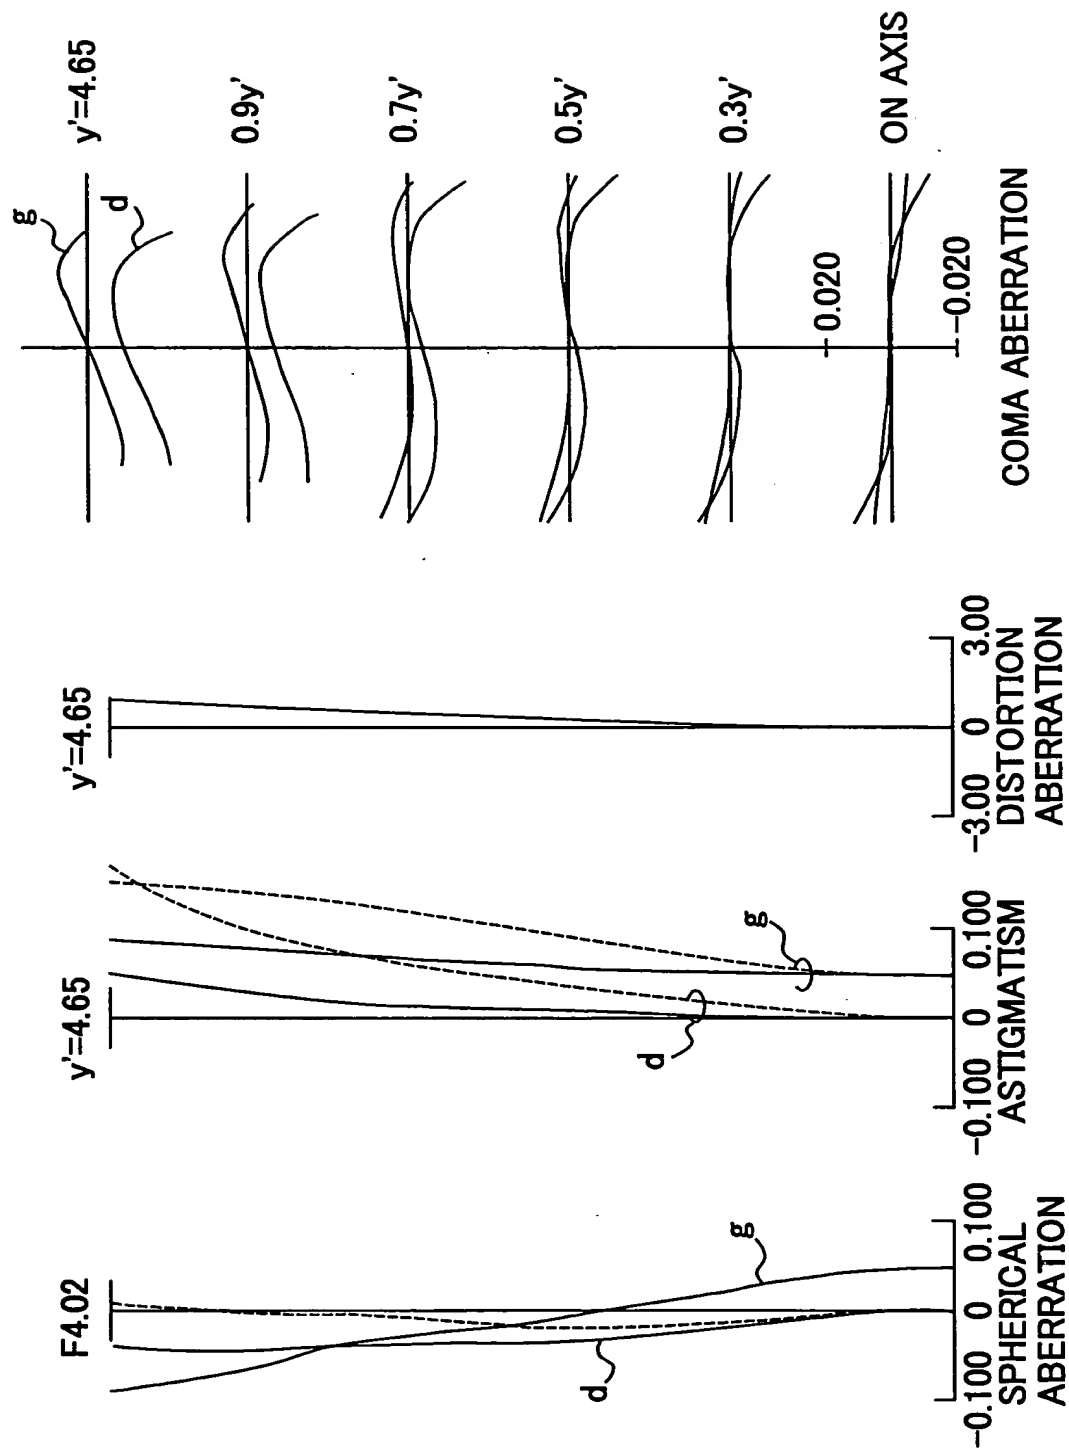 F4.02
g
d
-0.100 0 0.100
SPHERICAL
ABERRATION
y'=4.65
g
d
-0.100 0 0.100
ASTIGMATISM
y'=4.65
-3.00 0 3.00
DISTORTION
ABERRATION
g
d
y'=4.65
0.9y'
0.7y'
0.5y'
0.3y'
ON AXIS
0.020
-0.020
COMA ABERRATION